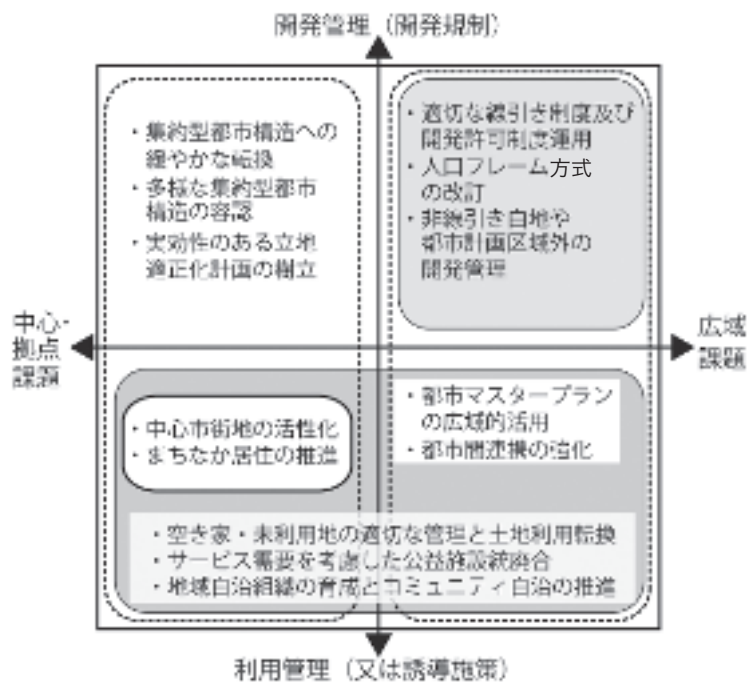 開発管理（開発規制）
・集約型都市構造への
緩やかな転換
・多様な集約型都市
構造の容認
・実効性のある立地
適正化計画の樹立
・適切な線引き制度及び
開発許可制度運用
・人口フレーム方式
の改訂
・非線引き白地や
都市計画区域外の
開発管理
中心・
拠点
課題
広域
課題
・中心市街地の活性化
・まちなか居住の推進
・都市マスタープラン
の広域的活用
・都市間連携の強化
・空き家・未利用地の適切な管理と土地利用転換
・サービス需要を考慮した公益施設統廃合
・地域自治組織の育成とコミュニティ自治の推進
利用管理（又は誘導施策）